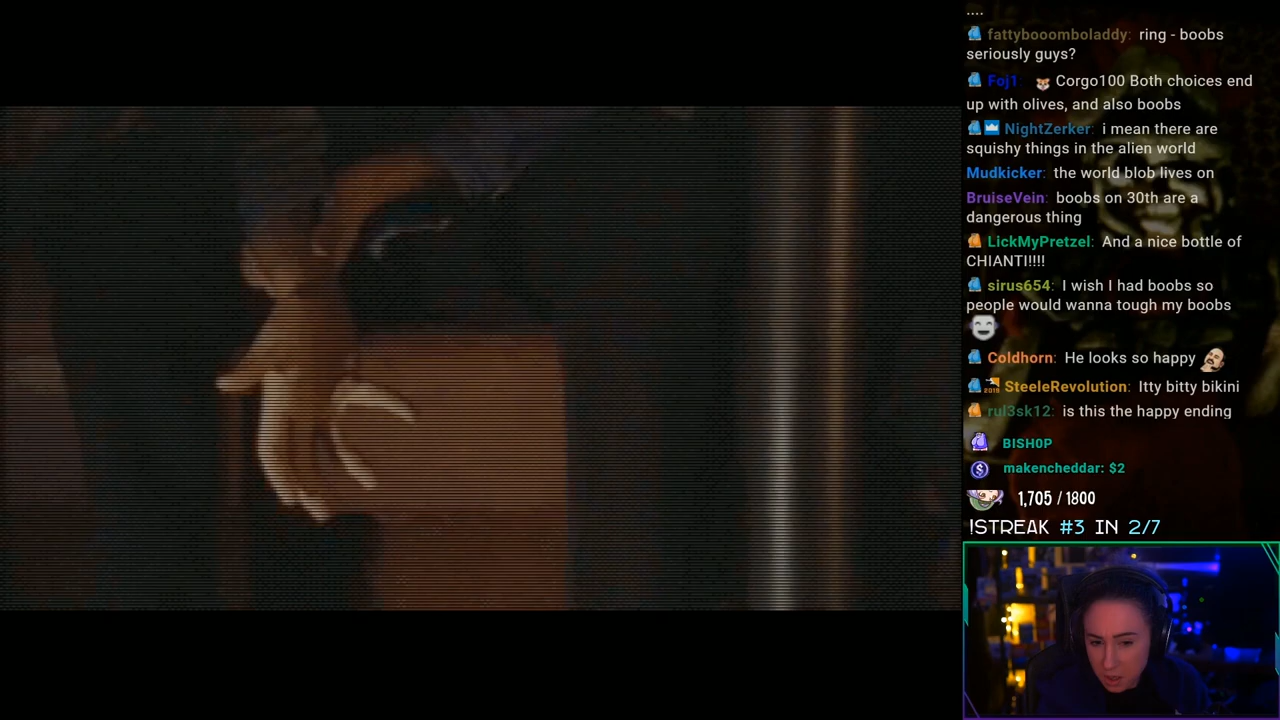 ....
fattybooomboladdy: ring - boobs
seriously guys?
Foj1: Corgo100 Both choices end
up with olives, and also boobs
NightZerker: i mean there are
squishy things in the alien world
Mudkicker: the world blob lives on
BruiseVein: boobs on 30th are a
dangerous thing
LickMyPretzel: And a nice bottle of
CHIANTI!!!!
sirus654: I wish I had boobs so
people would wanna tough my boobs
Coldhorn: He looks so happy
2019 SteeleRevolution: Itty bitty bikini
rul3sk12: is this the happy ending
BISH0P
makencheddar: $2
1,705 / 1800
!STREAK #3 IN 2/7